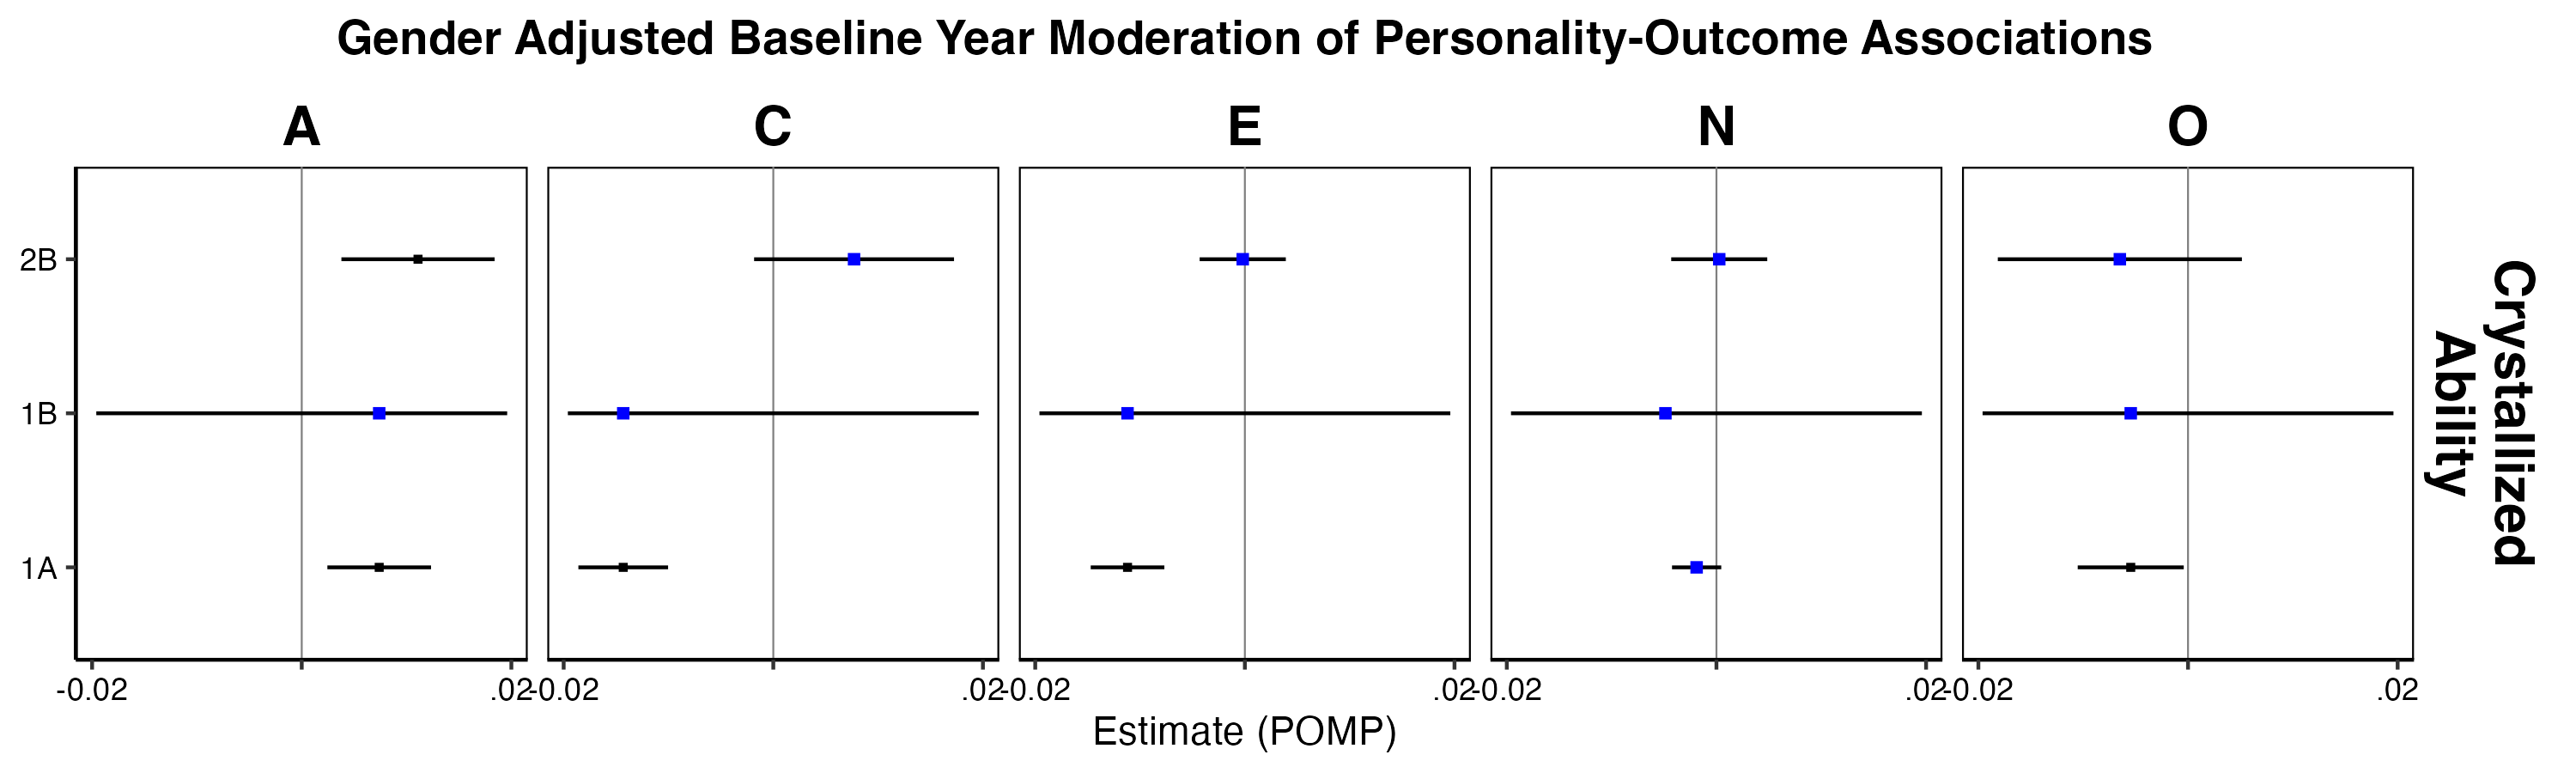 Gender Adjusted Baseline Year Moderation of Personality-Outcome Associations
A C E N O
2B
1B
1A
Crystallized
Ability
-0.02 .02 -0.02 .02 -0.02 .02 -0.02 .02 -0.02 .02
Estimate (POMP)